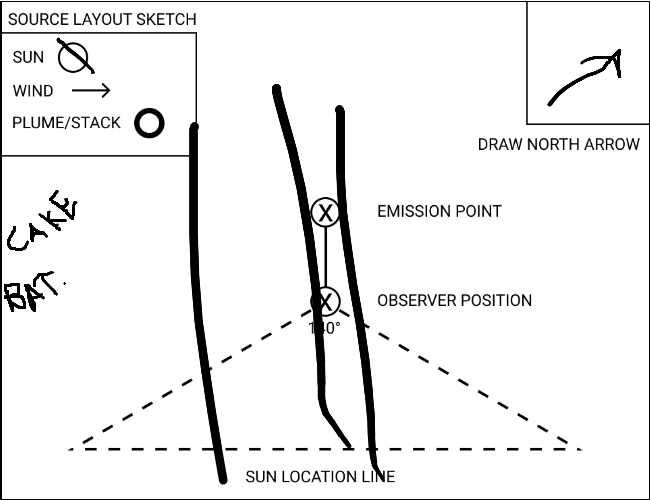 SOURCE LAYOUT SKETCH
SUN
WIND
PLUME/STACK
DRAW NORTH ARROW
CAKE
BAT.
X EMISSION POINT
X OBSERVER POSITION
140°
SUN LOCATION LINE